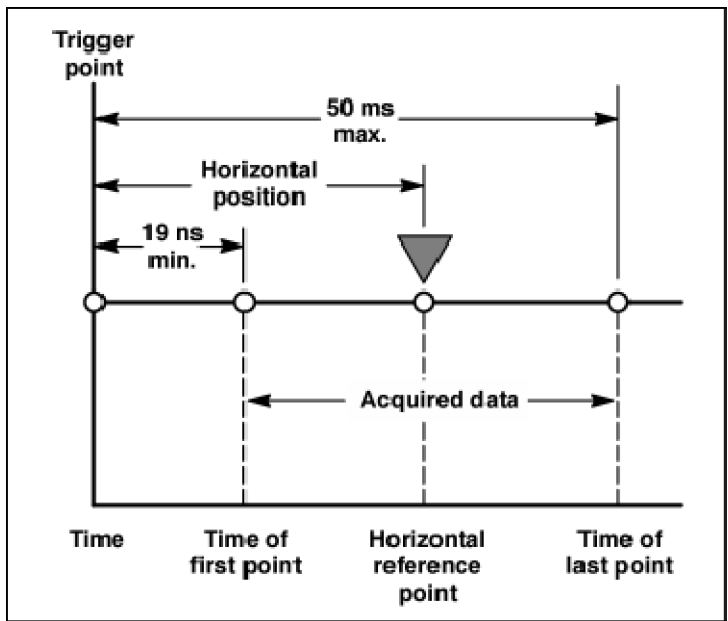 Trigger
point
50 ms
max.
Horizontal
position
19 ns
min.
Acquired data
Time
Time of
first point
Horizontal
reference
point
Time of
last point